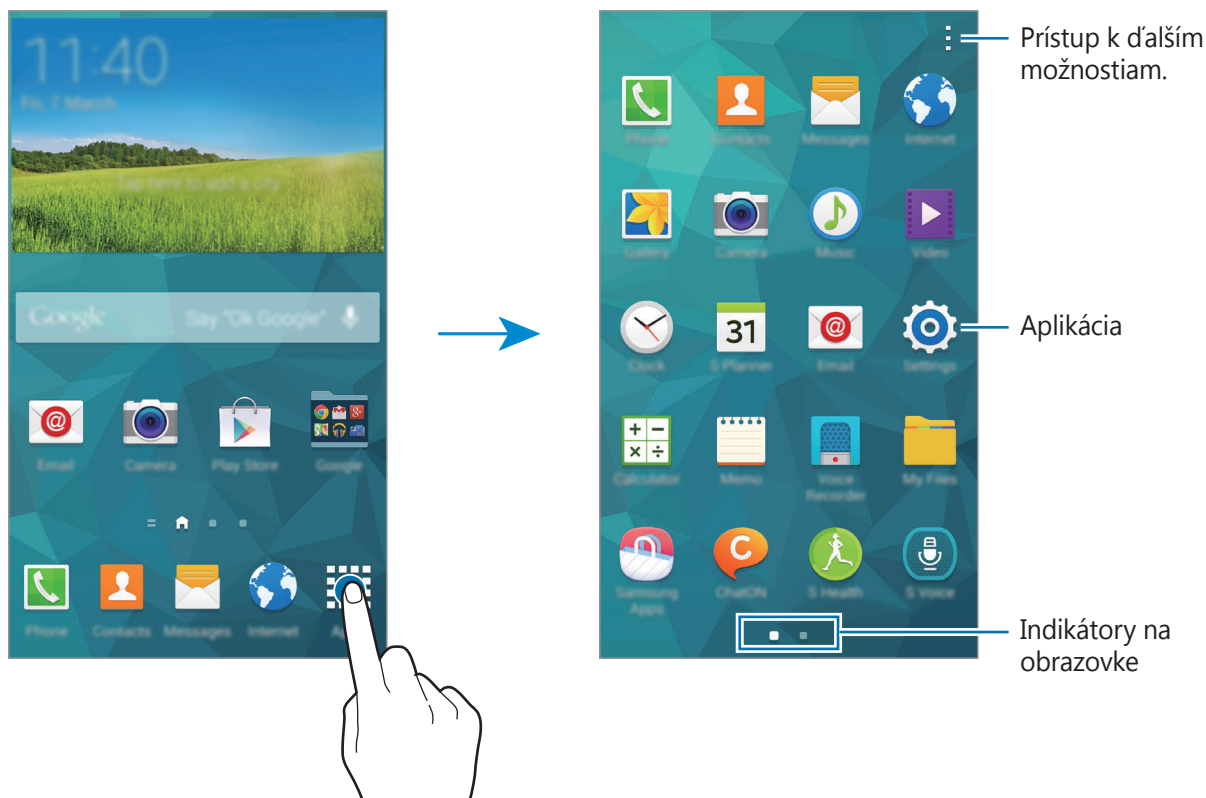 11:40
Fri, 7 March
Tap here to add a city
Google
Say "Ok Google"
Email
Camera
Play Store
Google
Phone
Contacts
Messages
Internet
Prístup k ďalším
možnostiam.
Phone
Contacts
Messages
Internet
Gallery
Camera
Music
Video
31
Clock
S Planner
Email
Settings
Aplikácia
Calculator
Memo
Voice
Recorder
My Files
Samsung
Apps
ChatON
S Health
S Voice
Indikátory na
obrazovke